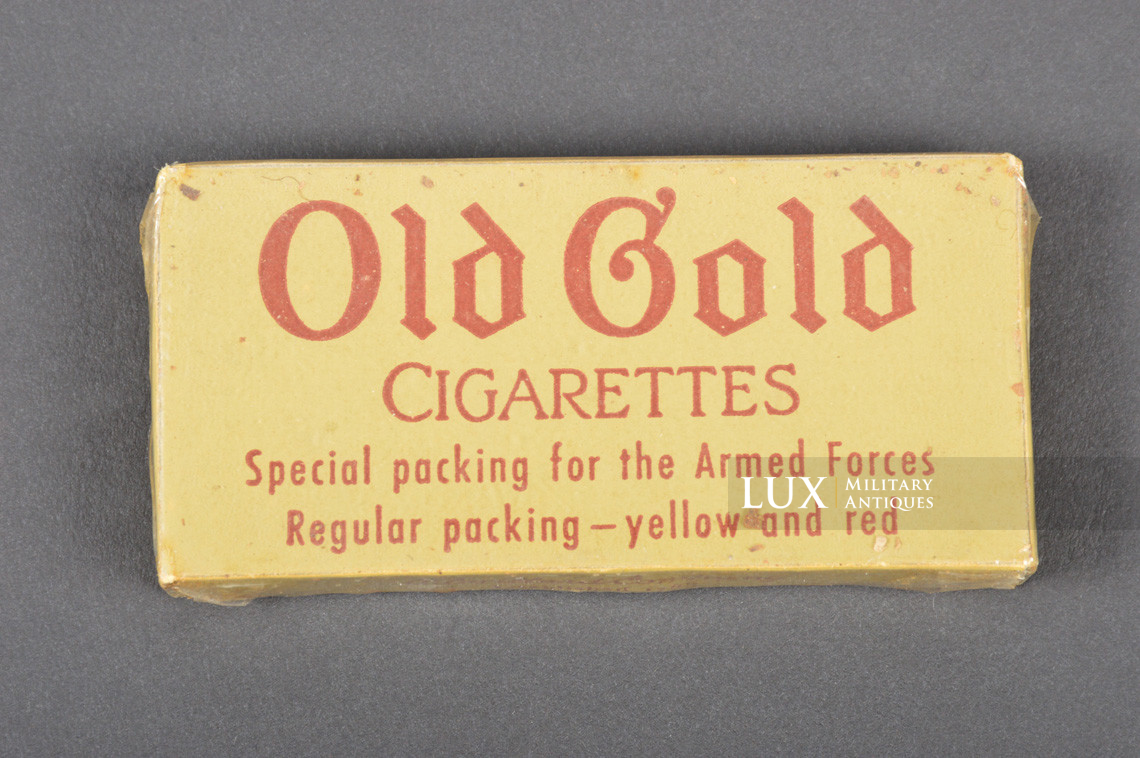 Old Gold
CIGARETTES
Special packing for the Armed Forces
Regular packing – yellow and red
LUX MILITARY ANTIQUES